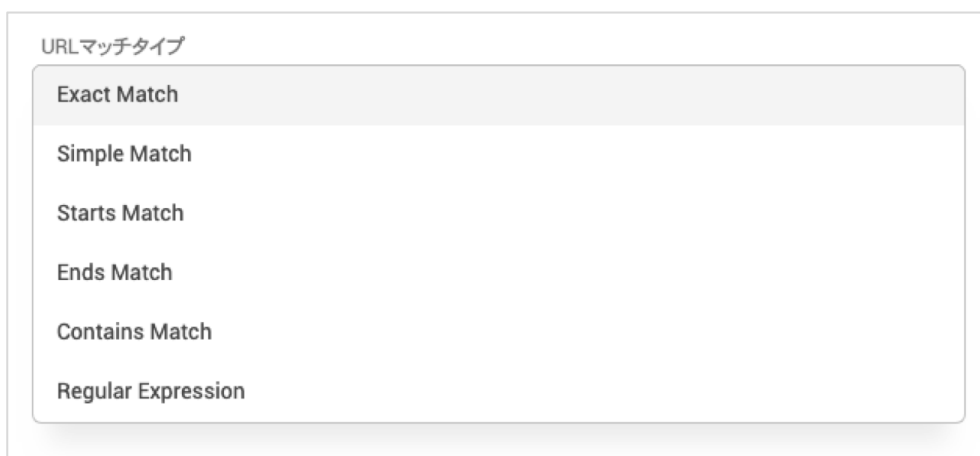 URLマッチタイプ
Exact Match
Simple Match
Starts Match
Ends Match
Contains Match
Regular Expression